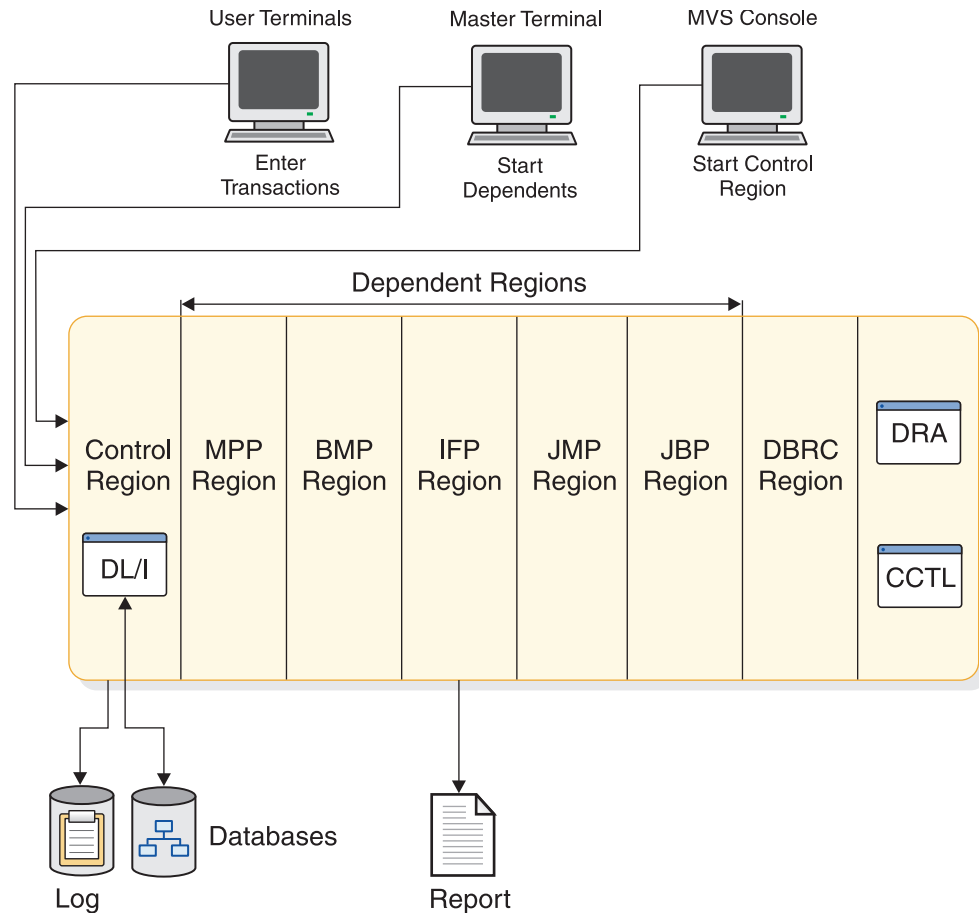 User Terminals
Master Terminal
MVS Console
Enter
Transactions
Start
Dependents
Start Control
Region
Dependent Regions
Control
Region
MPP
Region
BMP
Region
IFP
Region
JMP
Region
JBP
Region
DBRC
Region
DRA
DL/I
CCTL
Databases
Log
Report